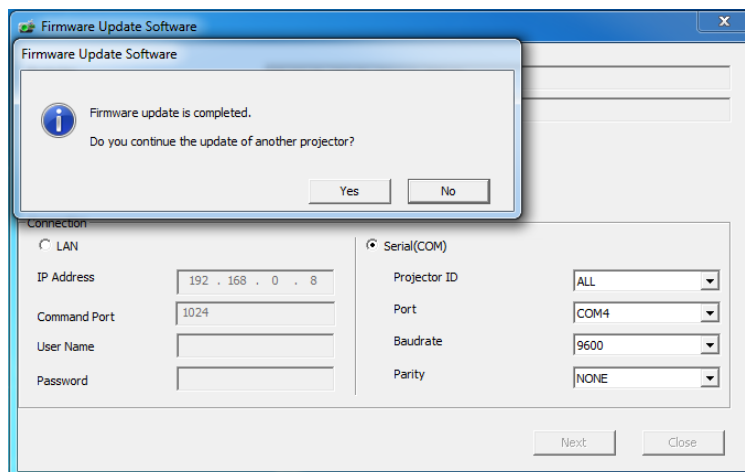 Firmware Update Software
x
Firmware Update Software
Firmware update is completed.
Do you continue the update of another projector?
Yes No
Connection
LAN
Serial(COM)
IP Address 192 . 168 . 0 . 8
Projector ID ALL
Command Port 1024
Port COM4
User Name
Baudrate 9600
Password
Parity NONE
Next Close